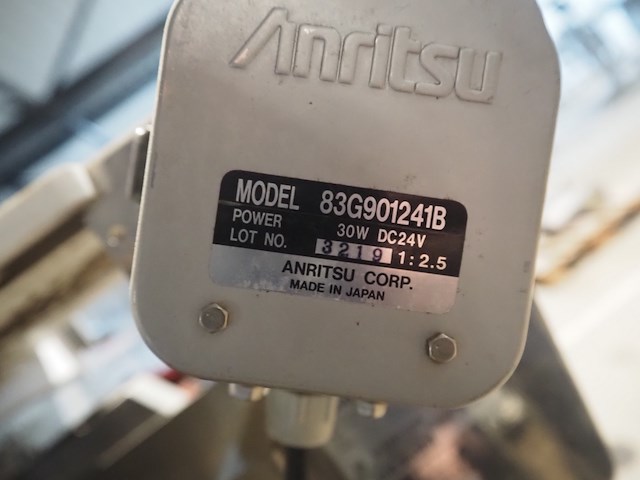 Anritsu
MODEL 83G901241B
POWER 30W DC24V
LOT NO. 3219 1:2.5
ANRITSU CORP.
MADE IN JAPAN